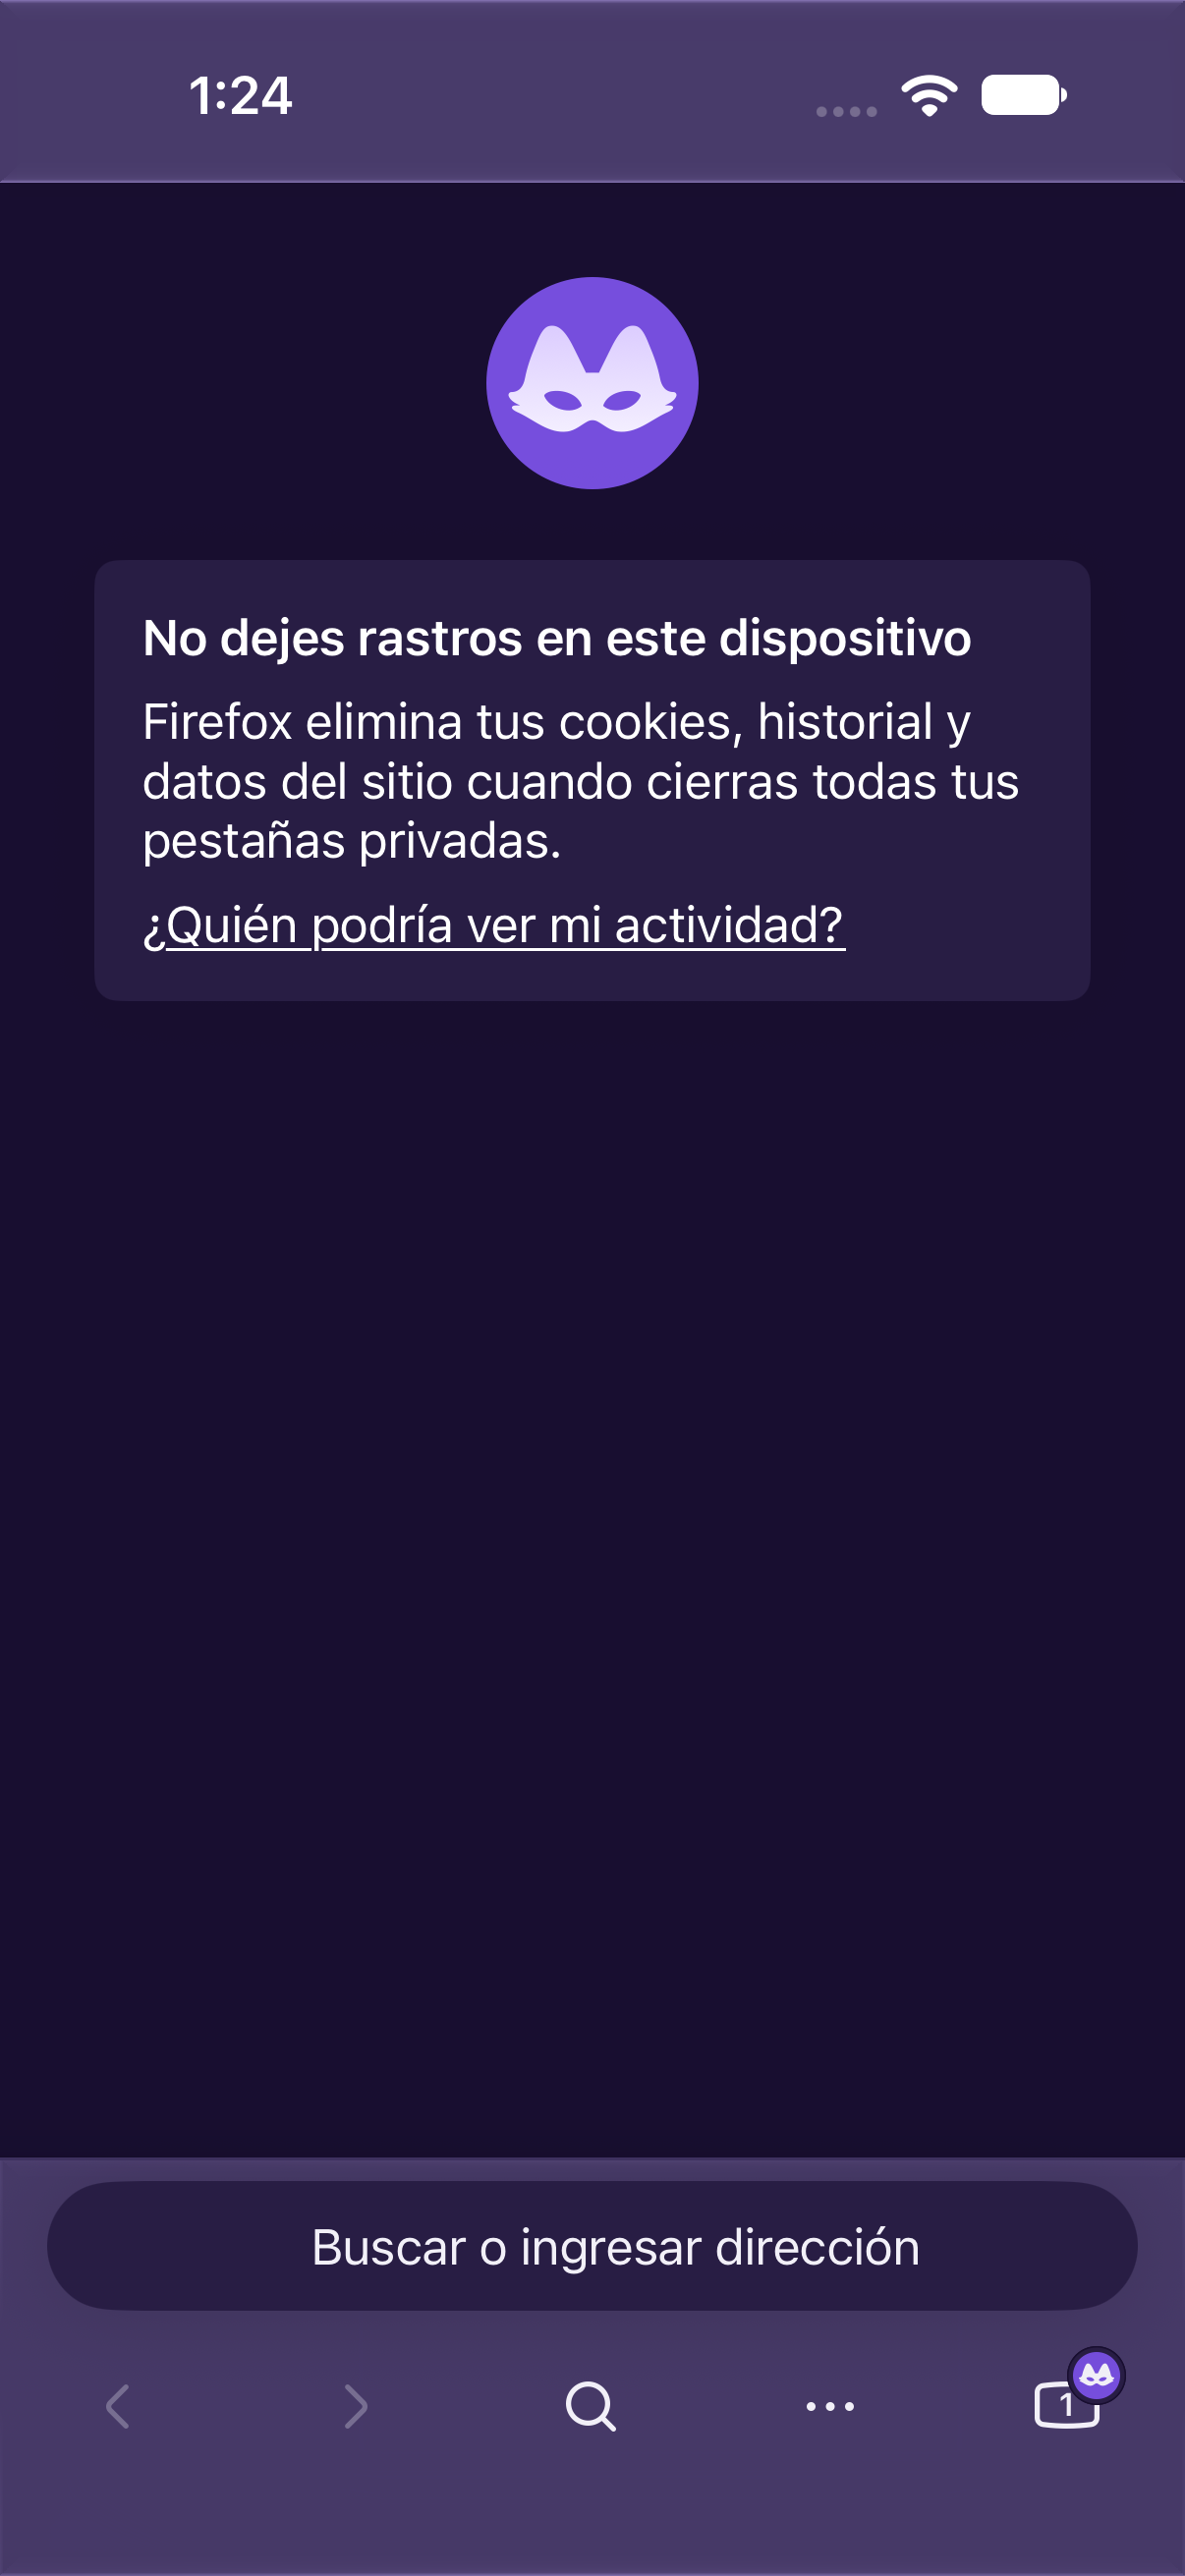 1:24
No dejes rastros en este dispositivo
Firefox elimina tus cookies, historial y
datos del sitio cuando cierras todas tus
pestañas privadas.
¿Quién podría ver mi actividad?
Buscar o ingresar dirección
1